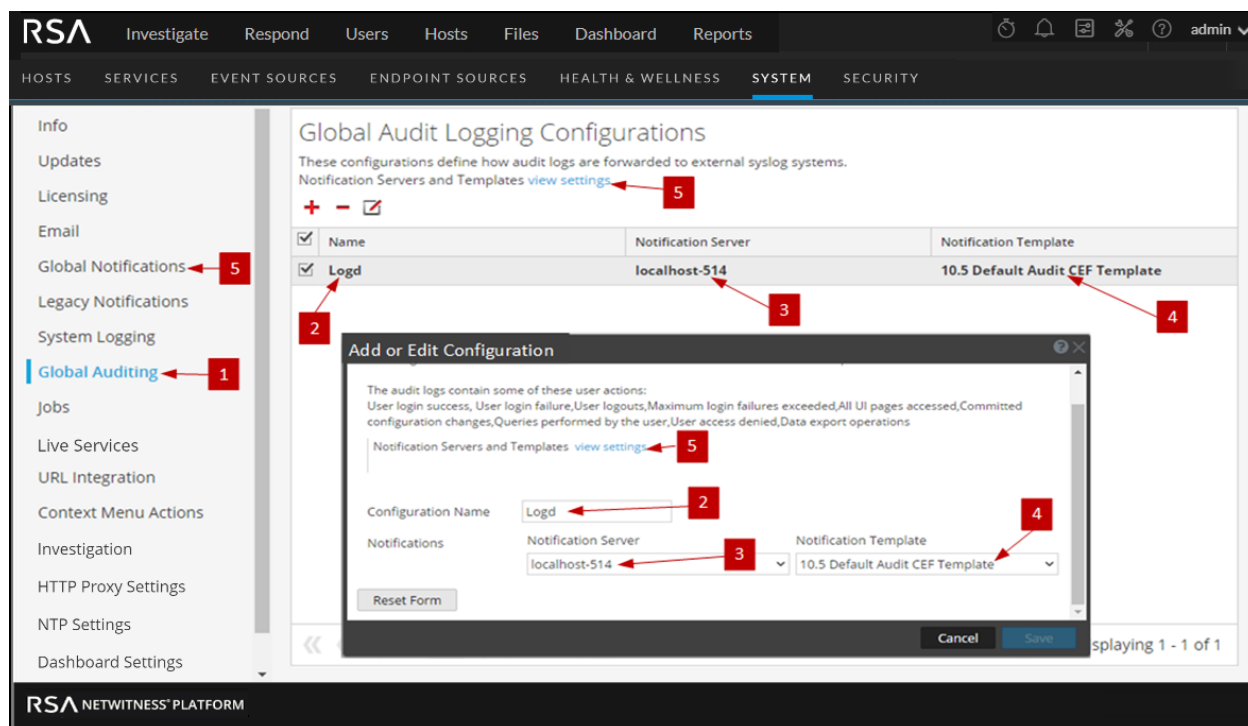 RSA Investigate Respond Users Hosts Files Dashboard Reports admin
HOSTS SERVICES EVENT SOURCES ENDPOINT SOURCES HEALTH & WELLNESS SYSTEM SECURITY
Info
Updates
Licensing
Email
Global Notifications 5
Legacy Notifications
System Logging
Global Auditing 1
Jobs
Live Services
URL Integration
Context Menu Actions
Investigation
HTTP Proxy Settings
NTP Settings
Dashboard Settings
Global Audit Logging Configurations
These configurations define how audit logs are forwarded to external syslog systems.
Notification Servers and Templates view settings 5
Name Notification Server Notification Template
Logd localhost-514 10.5 Default Audit CEF Template
2 3 4
Add or Edit Configuration
The audit logs contain some of these user actions:
User login success, User login failure,User logouts,Maximum login failures exceeded,All UI pages accessed,Committed
configuration changes,Queries performed by the user,User access denied,Data export operations
Notification Servers and Templates view settings 5
Configuration Name Logd 2
4
Notifications Notification Server Notification Template
localhost-514 3 10.5 Default Audit CEF Template
Reset Form
Cancel Save
splaying 1 - 1 of 1
RSA NETWITNESS® PLATFORM